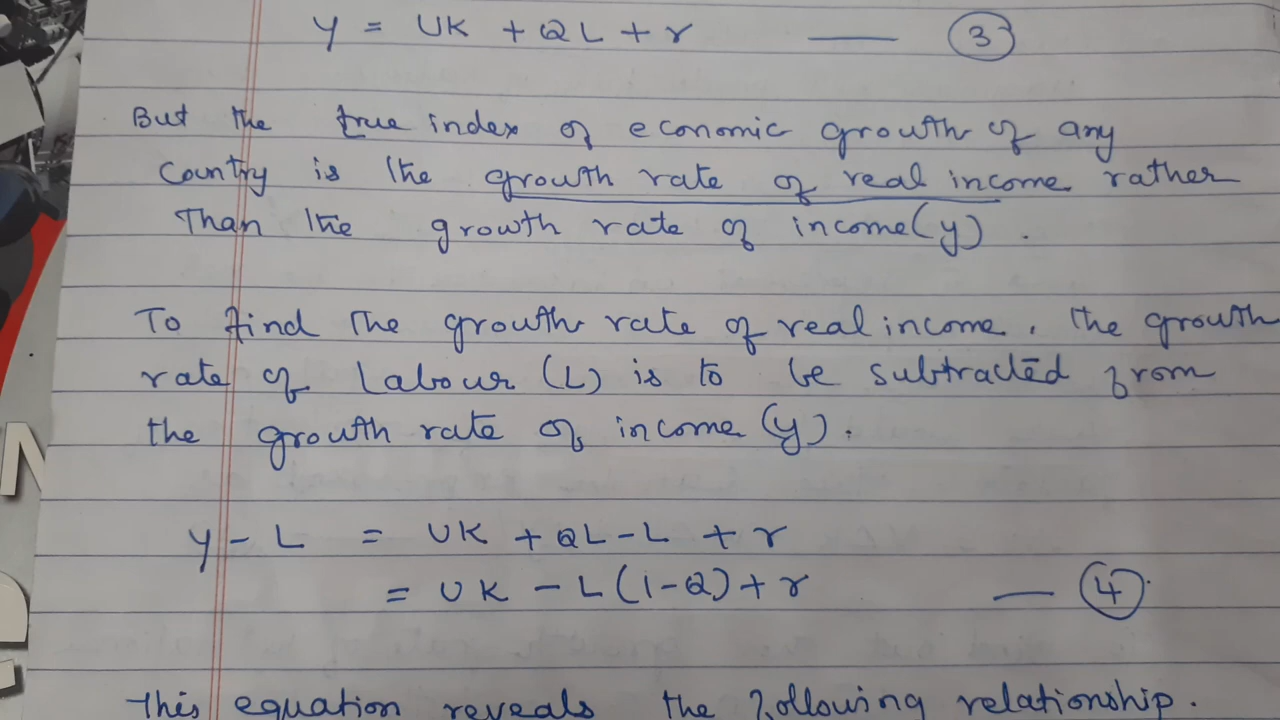 y = UK + QL + r —— ③
But the true index of economic growth of any
country is the growth rate of real income rather
Than the growth rate of income (y).
To find The growth rate of real income, the growth
rate of Labour (L) is to be subtracted from
the growth rate of income (y).
y - L = UK + QL - L + r
= UK - L (1-Q) + r — ④
This equation reveals the following relationship.